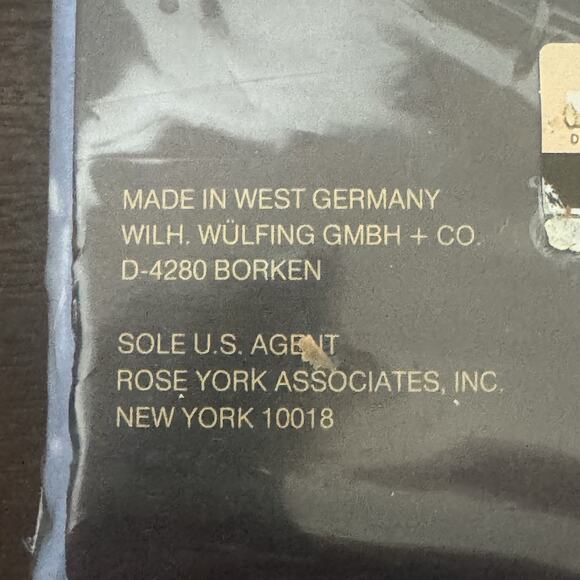 MADE IN WEST GERMANY
WILH. WÜLFING GMBH + CO.
D-4280 BORKEN
SOLE U.S. AGENT
ROSE YORK ASSOCIATES, INC.
NEW YORK 10018